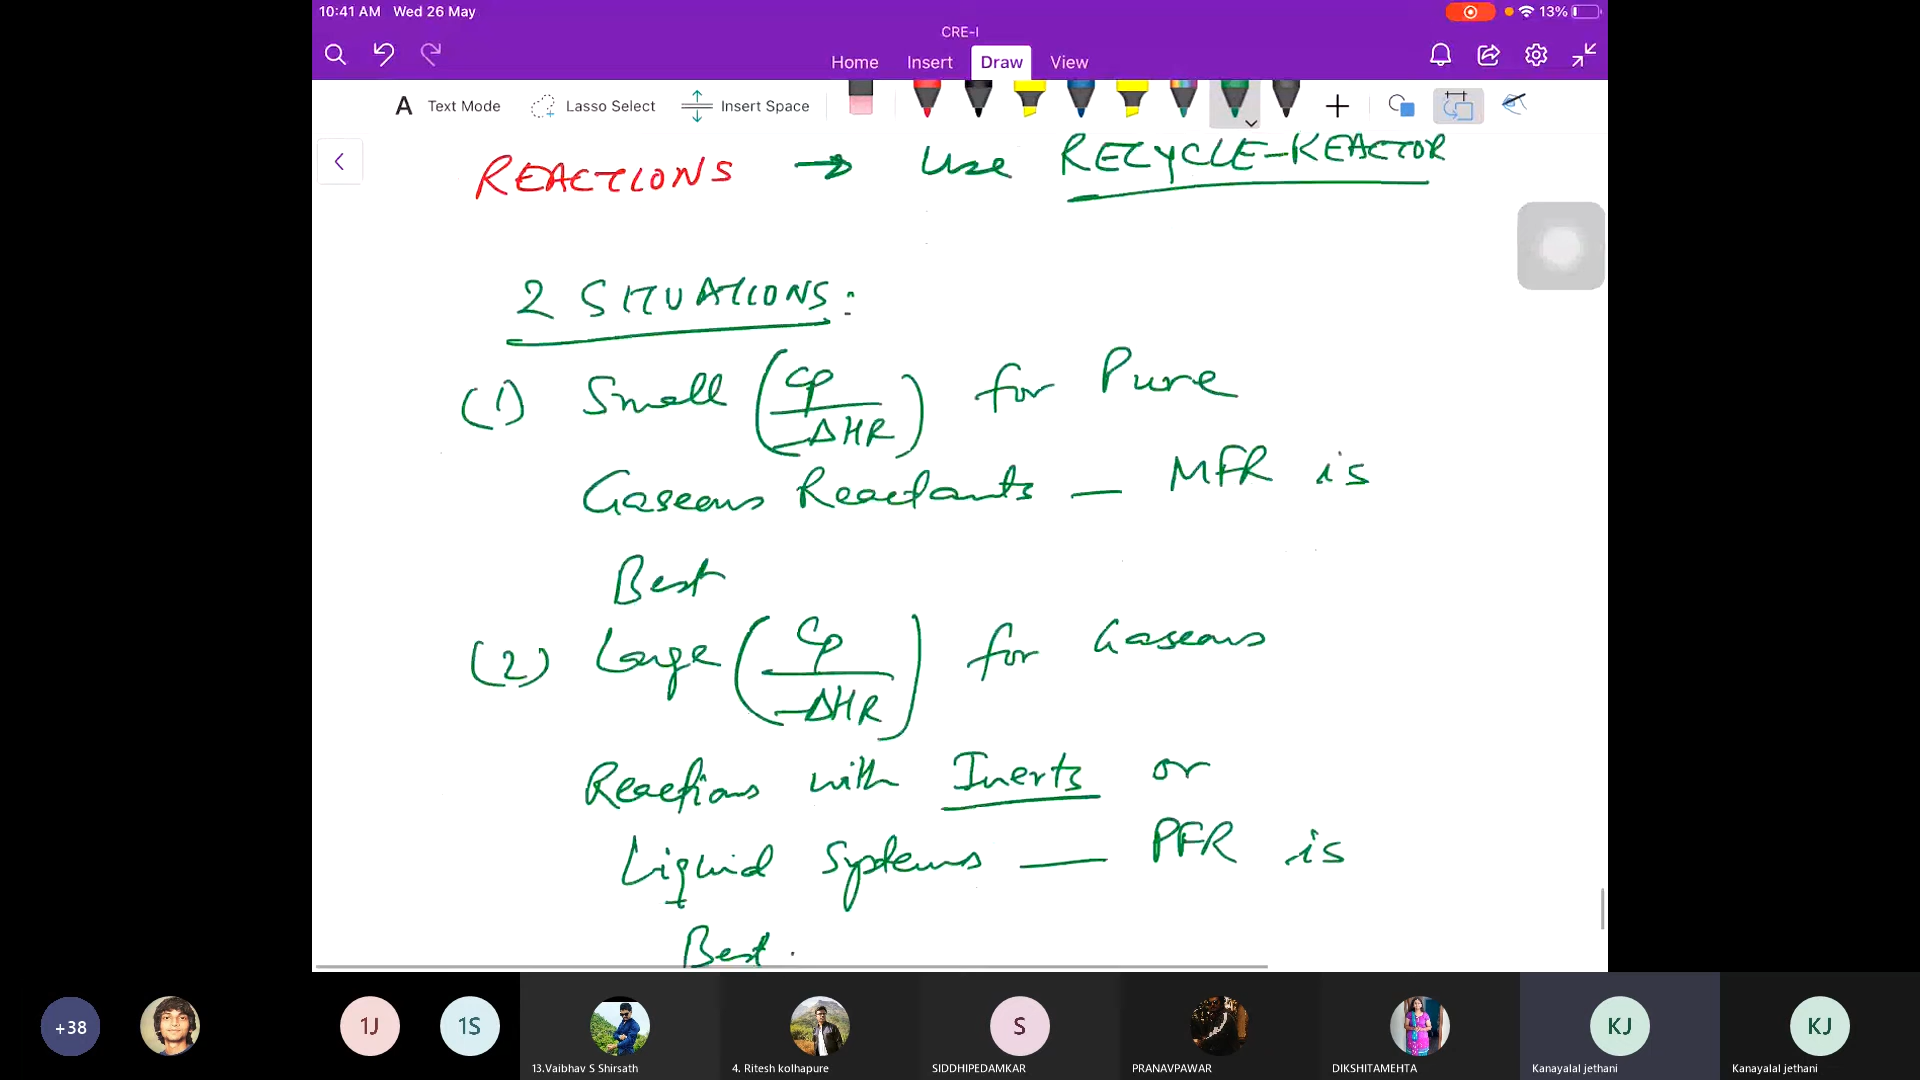 10:41 AM Wed 26 May
13%
CRE-I
Home Insert Draw View
A Text Mode Lasso Select Insert Space
REACTIONS → Use RECYCLE-REACTOR
2 SITUATIONS:
(1) Small (Cp / -ΔHR) for Pure
Gaseous Reactants — MFR is
Best
(2) Large (Cp / -ΔHR) for Gaseous
Reactions with Inerts or
Liquid Systems — PFR is
Best.
+38 1J 1S S KJ KJ
13.Vaibhav S Shirsath 4. Ritesh kolhapure SIDDHIPEDAMKAR PRANAVPAWAR DIKSHITAMEHTA Kanayalal jethani Kanayalal jethani